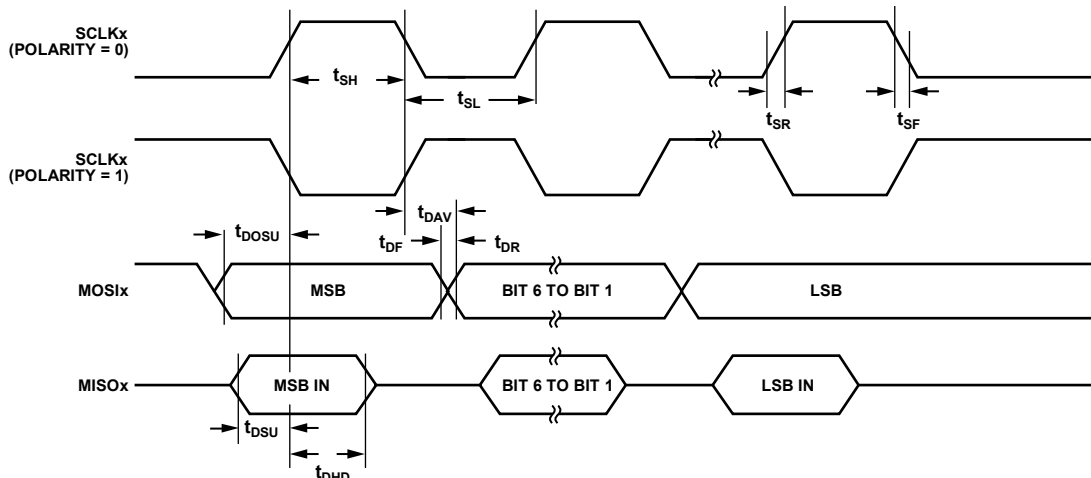 SCLKx
(POLARITY = 0)
tSH
tSL
tSR
tSF
SCLKx
(POLARITY = 1)
tDAV
tDOSU
tDF
tDR
MOSIx
MSB
BIT 6 TO BIT 1
LSB
MISOx
MSB IN
BIT 6 TO BIT 1
LSB IN
tDSU
tDHD